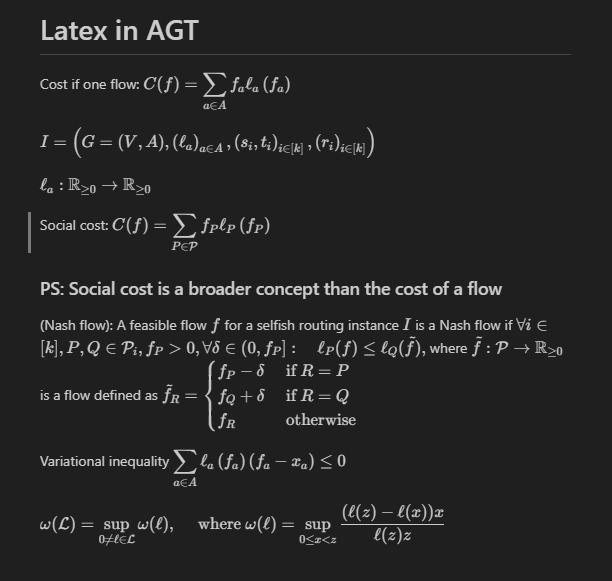 Latex in AGT
Cost if one flow: $C(f) = \sum_{a \in A} f_a \ell_a (f_a)$
$I = \left( G = (V, A), (\ell_a)_{a \in A}, (s_i, t_i)_{i \in [k]}, (r_i)_{i \in [k]} \right)$
$\ell_a : \mathbb{R}_{\geq 0} \to \mathbb{R}_{\geq 0}$
Social cost: $C(f) = \sum_{P \in \mathcal{P}} f_P \ell_P (f_P)$
PS: Social cost is a broader concept than the cost of a flow
(Nash flow): A feasible flow $f$ for a selfish routing instance $I$ is a Nash flow if $\forall i \in$
$[k], P, Q \in \mathcal{P}_i, f_P > 0, \forall \delta \in (0, f_P] : \quad \ell_P(f) \leq \ell_Q(\tilde{f})$, where $\tilde{f} : \mathcal{P} \to \mathbb{R}_{\geq 0}$
is a flow defined as $\tilde{f}_R = \begin{cases} f_P - \delta & \text{if } R = P \\ f_Q + \delta & \text{if } R = Q \\ f_R & \text{otherwise} \end{cases}$
Variational inequality $\sum_{a \in A} \ell_a (f_a) (f_a - x_a) \leq 0$
$\omega(\mathcal{L}) = \sup_{0 \neq \ell \in \mathcal{L}} \omega(\ell), \quad \text{where } \omega(\ell) = \sup_{0 \leq x < z} \frac{(\ell(z) - \ell(x))x}{\ell(z)z}$